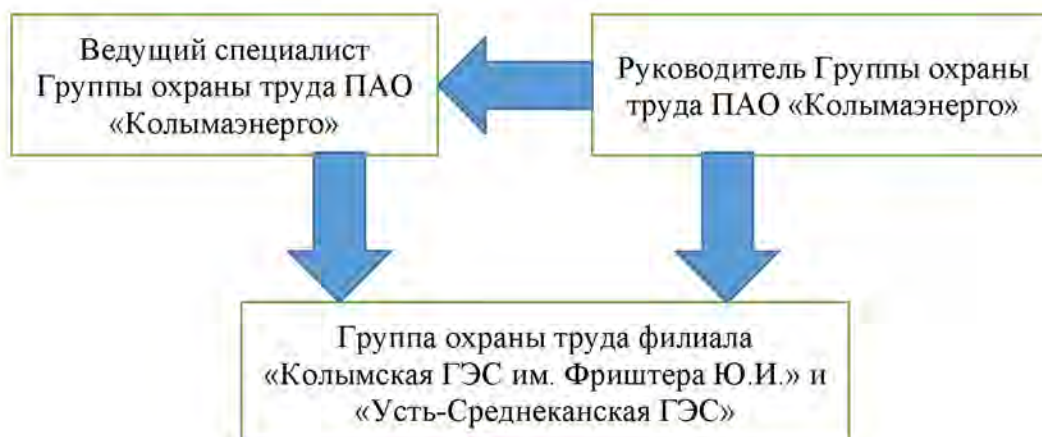 Ведущий специалист
Группы охраны труда ПАО
«Колымаэнерго»
Руководитель Группы охраны
труда ПАО «Колымаэнерго»
Группа охраны труда филиала
«Колымская ГЭС им. Фриштера Ю.И.» и
«Усть-Среднеканская ГЭС»